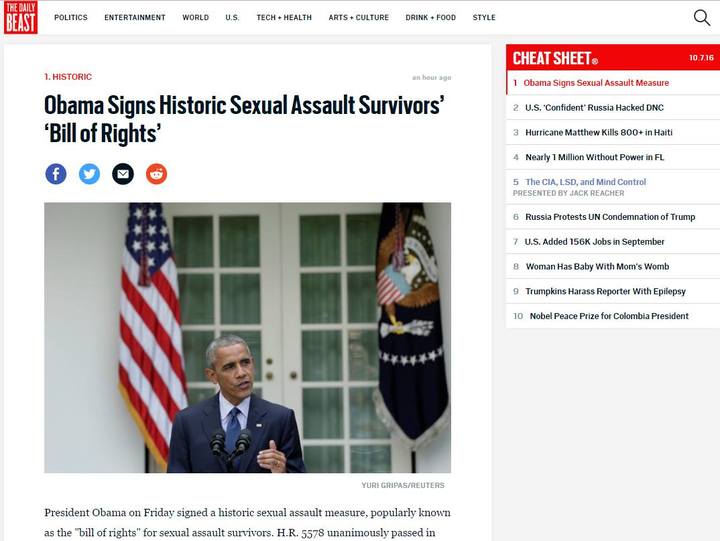 THE DAILY
BEAST
POLITICS ENTERTAINMENT WORLD U.S. TECH + HEALTH ARTS + CULTURE DRINK + FOOD STYLE
1. HISTORIC
an hour ago
Obama Signs Historic Sexual Assault Survivors’
‘Bill of Rights’
YURI GRIPAS/REUTERS
President Obama on Friday signed a historic sexual assault measure, popularly known
as the "bill of rights" for sexual assault survivors. H.R. 5578 unanimously passed in
CHEAT SHEET®
10.7.16
1 Obama Signs Sexual Assault Measure
2 U.S. ‘Confident’ Russia Hacked DNC
3 Hurricane Matthew Kills 800+ in Haiti
4 Nearly 1 Million Without Power in FL
5 The CIA, LSD, and Mind Control
PRESENTED BY JACK REACHER
6 Russia Protests UN Condemnation of Trump
7 U.S. Added 156K Jobs in September
8 Woman Has Baby With Mom’s Womb
9 Trumpkins Harass Reporter With Epilepsy
10 Nobel Peace Prize for Colombia President